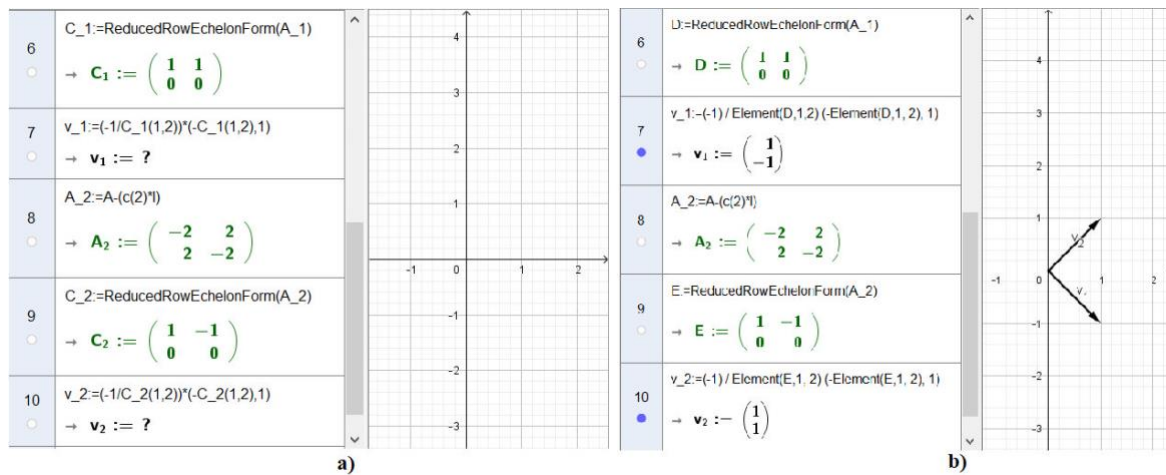 6
C_1:=ReducedRowEchelonForm(A_1)
→ C₁ := ( 1 1
0 0 )
7
v_1:=(-1/C_1(1,2))*(-C_1(1,2),1)
→ v₁ := ?
8
A_2:=A-(c(2)*I)
→ A₂ := ( -2 2
2 -2 )
9
C_2:=ReducedRowEchelonForm(A_2)
→ C₂ := ( 1 -1
0 0 )
10
v_2:=(-1/C_2(1,2))*(-C_2(1,2),1)
→ v₂ := ?
4
3
2
1
-1 0 1 2
-1
-2
-3
a)
6
D:=ReducedRowEchelonForm(A_1)
→ D := ( 1 1
0 0 )
7
v_1:=(-1) / Element(D,1,2) (-Element(D,1, 2), 1)
→ v₁ := ( 1
-1 )
8
A_2:=A-(c(2)*I)
→ A₂ := ( -2 2
2 -2 )
9
E:=ReducedRowEchelonForm(A_2)
→ E := ( 1 -1
0 0 )
10
v_2:=(-1) / Element(E,1, 2) (-Element(E,1, 2), 1)
→ v₂ := ( 1
1 )
4
3
2
1
v₂
-1 0 1 2
v₁
-1
-2
-3
b)